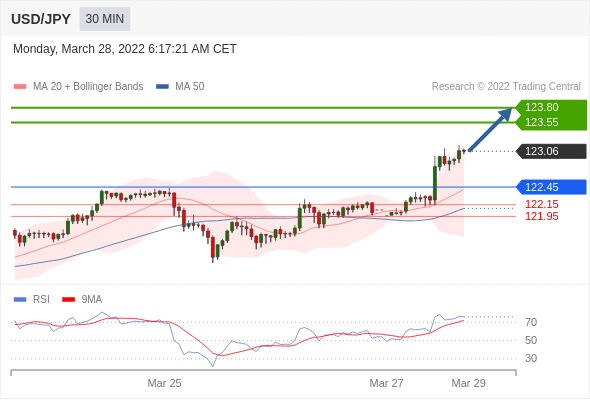 USD/JPY 30 MIN
Monday, March 28, 2022 6:17:21 AM CET
MA 20 + Bollinger Bands MA 50 Research © 2022 Trading Central
123.80
123.55
123.06
122.45
122.15
121.95
RSI 9MA
70
50
30
Mar 25 Mar 27 Mar 29